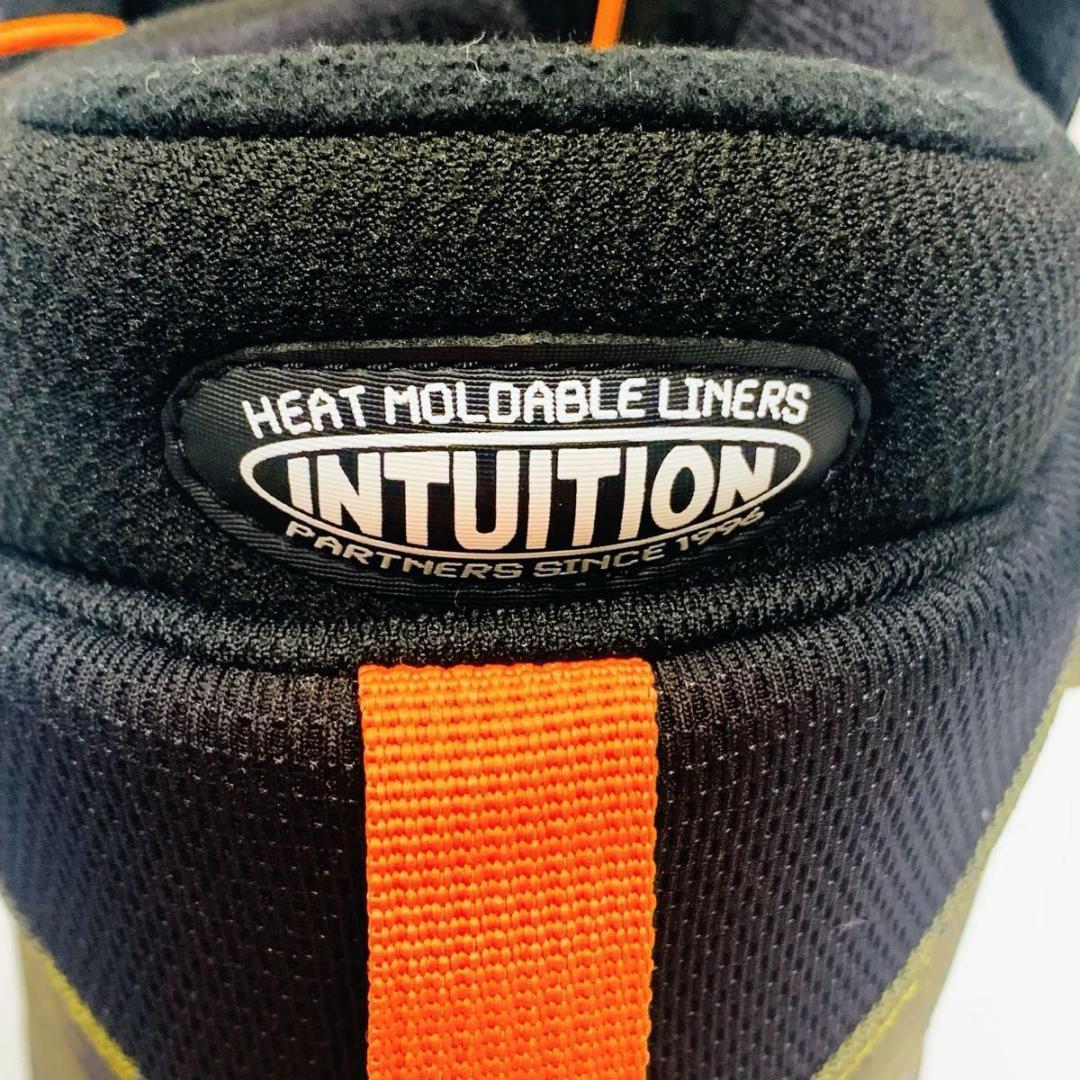 HEAT MOLDABLE LINERS
INTUITION
PARTNERS SINCE 1996